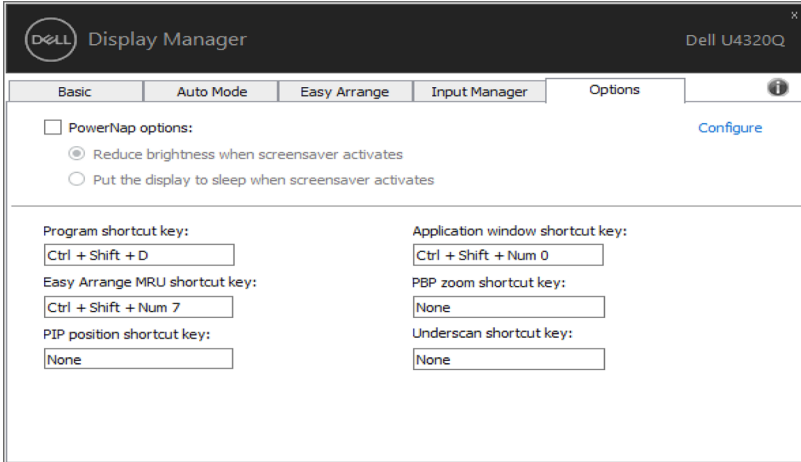 x
DELL Display Manager Dell U4320Q
Basic Auto Mode Easy Arrange Input Manager Options i
PowerNap options: Configure
Reduce brightness when screensaver activates
Put the display to sleep when screensaver activates
Program shortcut key: Application window shortcut key:
Ctrl + Shift + D Ctrl + Shift + Num 0
Easy Arrange MRU shortcut key: PBP zoom shortcut key:
Ctrl + Shift + Num 7 None
PIP position shortcut key: Underscan shortcut key:
None None